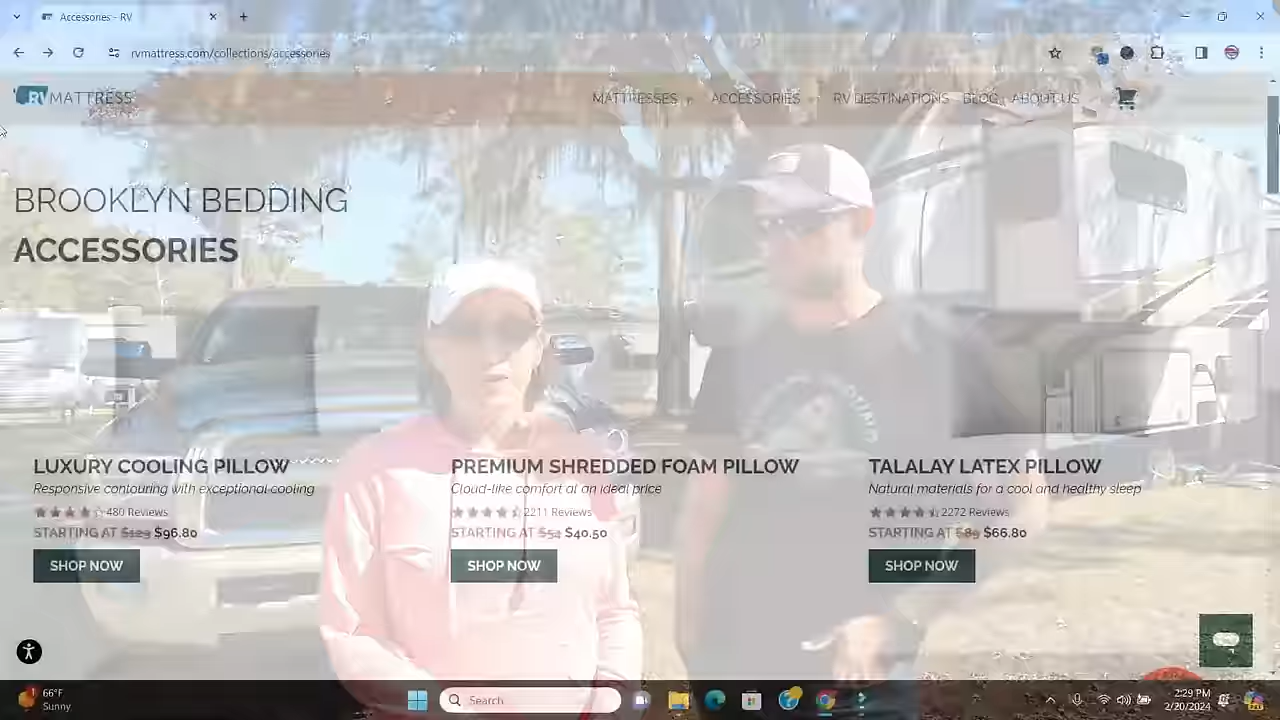 Accessories - RV
rvmattress.com/collections/accessories
RVMATTRESS
MATTRESSES ACCESSORIES RV DESTINATIONS BLOG ABOUT US
BROOKLYN BEDDING
ACCESSORIES
LUXURY COOLING PILLOW
Responsive contouring with exceptional cooling
480 Reviews
STARTING AT $129 $96.80
SHOP NOW
PREMIUM SHREDDED FOAM PILLOW
Cloud-like comfort at an ideal price
2211 Reviews
STARTING AT $54 $40.50
SHOP NOW
TALALAY LATEX PILLOW
Natural materials for a cool and healthy sleep
2272 Reviews
STARTING AT $89 $66.80
SHOP NOW
66°F
Sunny
Search
2:29 PM
2/20/2024